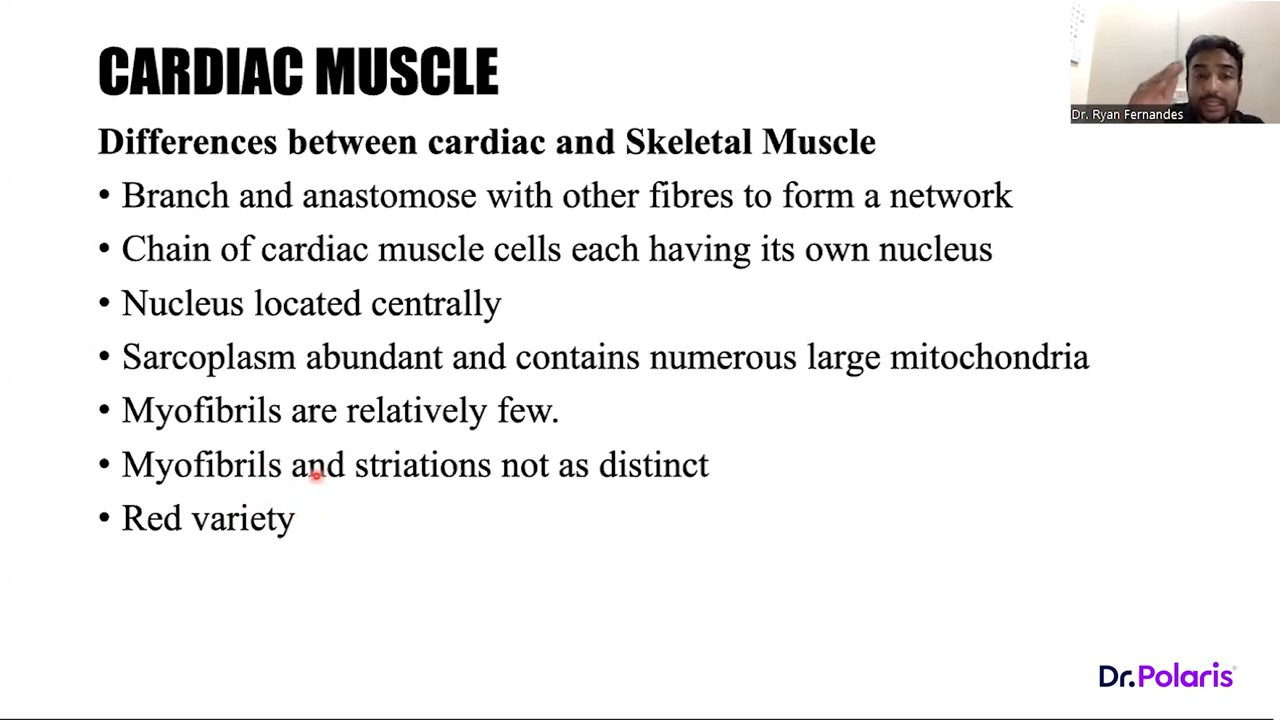 CARDIAC MUSCLE
Dr. Ryan Fernandes
Differences between cardiac and Skeletal Muscle
• Branch and anastomose with other fibres to form a network
• Chain of cardiac muscle cells each having its own nucleus
• Nucleus located centrally
• Sarcoplasm abundant and contains numerous large mitochondria
• Myofibrils are relatively few.
• Myofibrils and striations not as distinct
• Red variety
Dr.Polaris